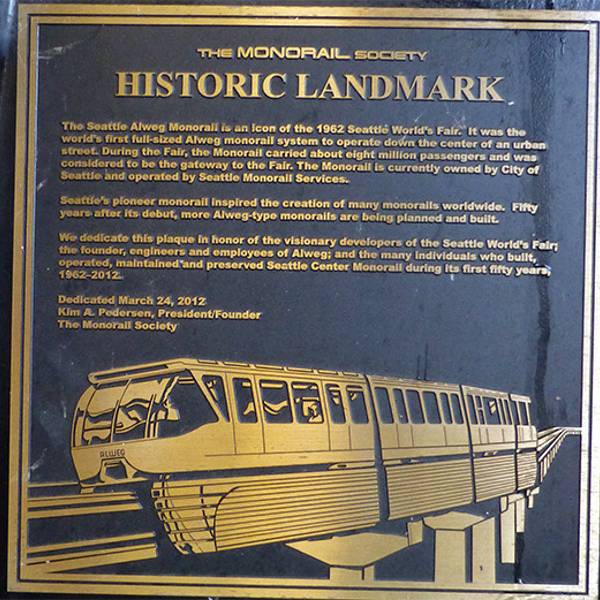 THE MONORAIL SOCIETY
HISTORIC LANDMARK
The Seattle Alweg Monorail is an icon of the 1962 Seattle World's Fair. It was the
world's first full-sized Alweg monorail system to operate down the center of an urban
street. During the Fair, the Monorail carried about eight million passengers and was
considered to be the gateway to the Fair. The Monorail is currently owned by City of
Seattle and operated by Seattle Monorail Services.
Seattle's pioneer monorail inspired the creation of many monorails worldwide. Fifty
years after its debut, more Alweg-type monorails are being planned and built.
We dedicate this plaque in honor of the visionary developers of the Seattle World's Fair;
the founder, engineers and employees of Alweg; and the many individuals who built,
operated, maintained and preserved Seattle Center Monorail during its first fifty years,
1962–2012.
Dedicated March 24, 2012
Kim A. Pedersen, President/Founder
The Monorail Society
ALWEG